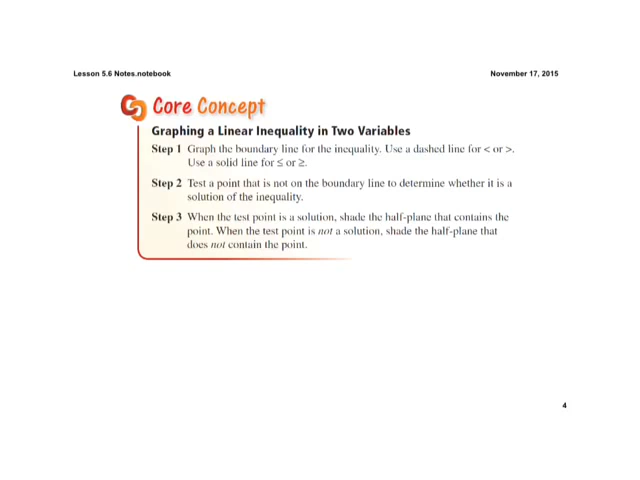 Lesson 5.6 Notes.notebook
November 17, 2015
Core Concept
Graphing a Linear Inequality in Two Variables
Step 1 Graph the boundary line for the inequality. Use a dashed line for < or >.
Use a solid line for ≤ or ≥.
Step 2 Test a point that is not on the boundary line to determine whether it is a
solution of the inequality.
Step 3 When the test point is a solution, shade the half-plane that contains the
point. When the test point is not a solution, shade the half-plane that
does not contain the point.
4